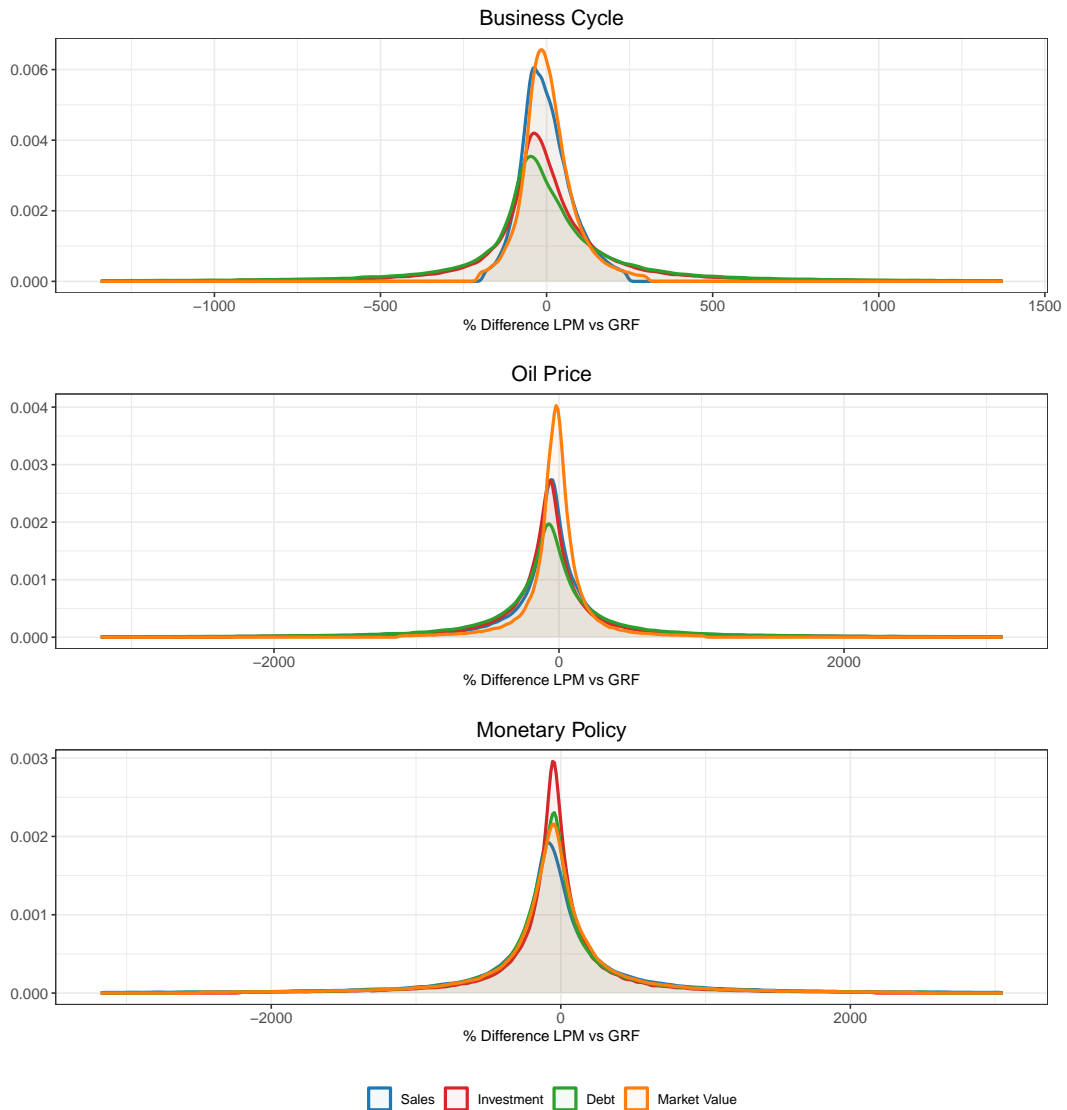 Business Cycle
0.006
0.004
0.002
0.000
−1000 −500 0 500 1000 1500
% Difference LPM vs GRF
Oil Price
0.004
0.003
0.002
0.001
0.000
−2000 0 2000
% Difference LPM vs GRF
Monetary Policy
0.003
0.002
0.001
0.000
−2000 0 2000
% Difference LPM vs GRF
Sales Investment Debt Market Value